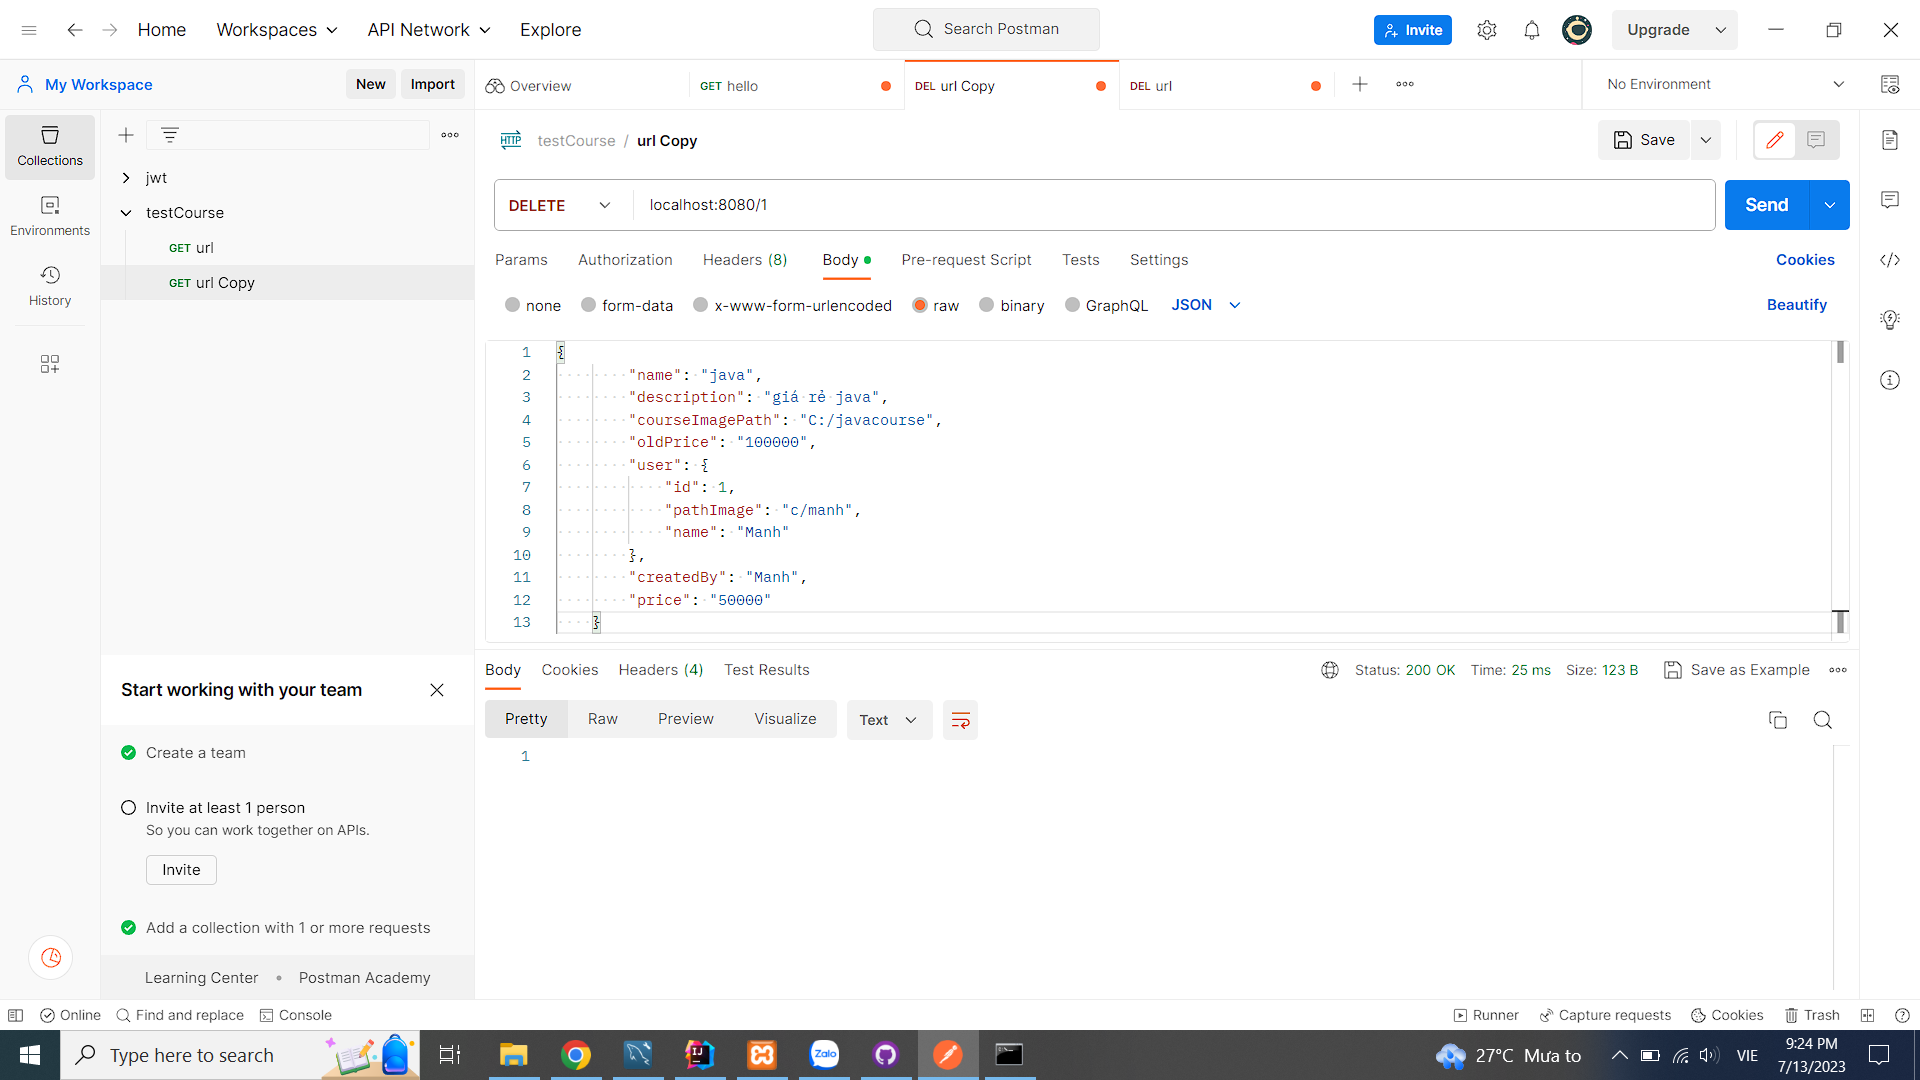 Home Workspaces API Network Explore Search Postman Invite Upgrade
My Workspace New Import Overview GET hello DEL url Copy DEL url No Environment
Collections
Environments
History
jwt
testCourse
GET url
GET url Copy
HTTP testCourse / url Copy Save
DELETE localhost:8080/1 Send
Params Authorization Headers (8) Body Pre-request Script Tests Settings Cookies
none form-data x-www-form-urlencoded raw binary GraphQL JSON Beautify
1 {
2 "name": "java",
3 "description": "giá rẻ java",
4 "courseImagePath": "C:/javacourse",
5 "oldPrice": "100000",
6 "user": {
7 "id": 1,
8 "pathImage": "c/manh",
9 "name": "Manh"
10 },
11 "createdBy": "Manh",
12 "price": "50000"
13 }
Body Cookies Headers (4) Test Results Status: 200 OK Time: 25 ms Size: 123 B Save as Example
Pretty Raw Preview Visualize Text
1
Start working with your team
Create a team
Invite at least 1 person
So you can work together on APIs.
Invite
Add a collection with 1 or more requests
Learning Center • Postman Academy
Online Find and replace Console Runner Capture requests Cookies Trash
Type here to search IJ Zalo 27°C Mưa to VIE 9:24 PM
7/13/2023